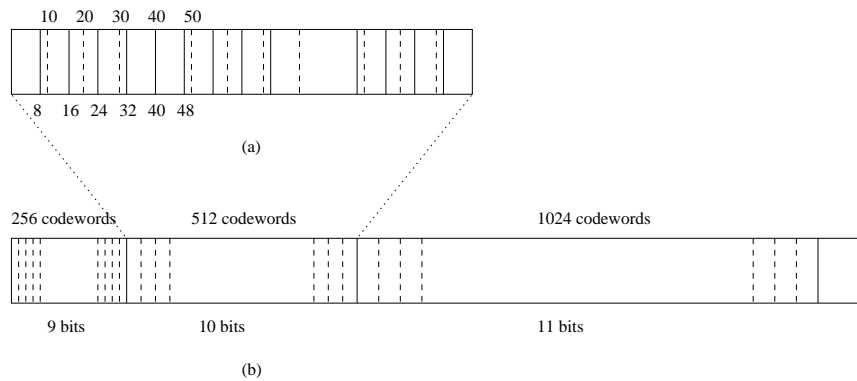 10 20 30 40 50
8 16 24 32 40 48
(a)
256 codewords 512 codewords 1024 codewords
9 bits 10 bits 11 bits
(b)